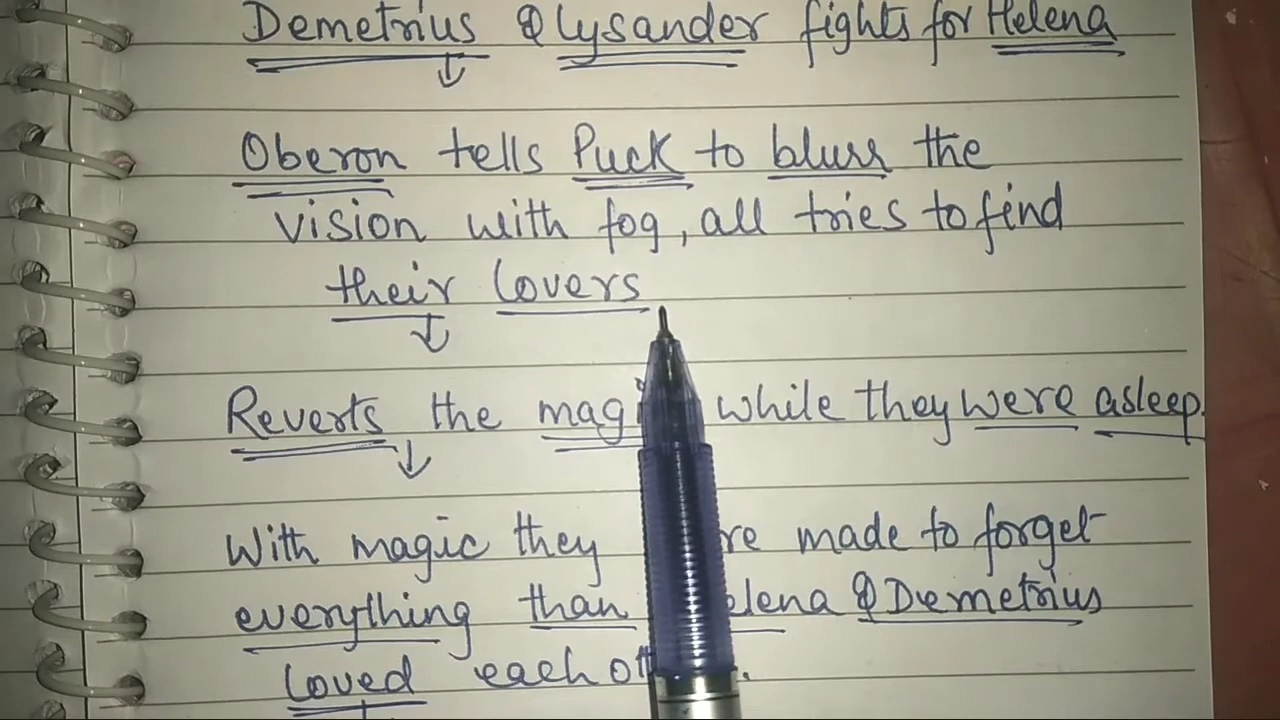 Demetrius & Lysander fights for Helena
Oberon tells Puck to blurr the
vision with fog, all tries to find
their lovers
Reverts the magi while they were asleep.
With magic they re made to forget
everything than elena & Demetrius
loved each ot .